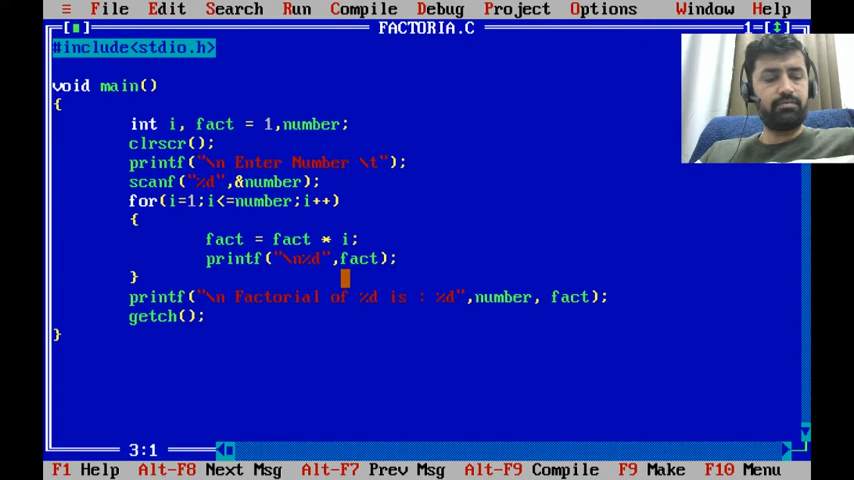 ≡ File Edit Search Run Compile Debug Project Options Window Help
[■] FACTORIA.C 1=[↕]
#include<stdio.h>
void main()
{
int i, fact = 1,number;
clrscr();
printf("\n Enter Number \t");
scanf("%d",&number);
for(i=1;i<=number;i++)
{
fact = fact * i;
printf("\n%d",fact);
}
printf("\n Factorial of %d is : %d",number, fact);
getch();
}
3:1
F1 Help Alt-F8 Next Msg Alt-F7 Prev Msg Alt-F9 Compile F9 Make F10 Menu